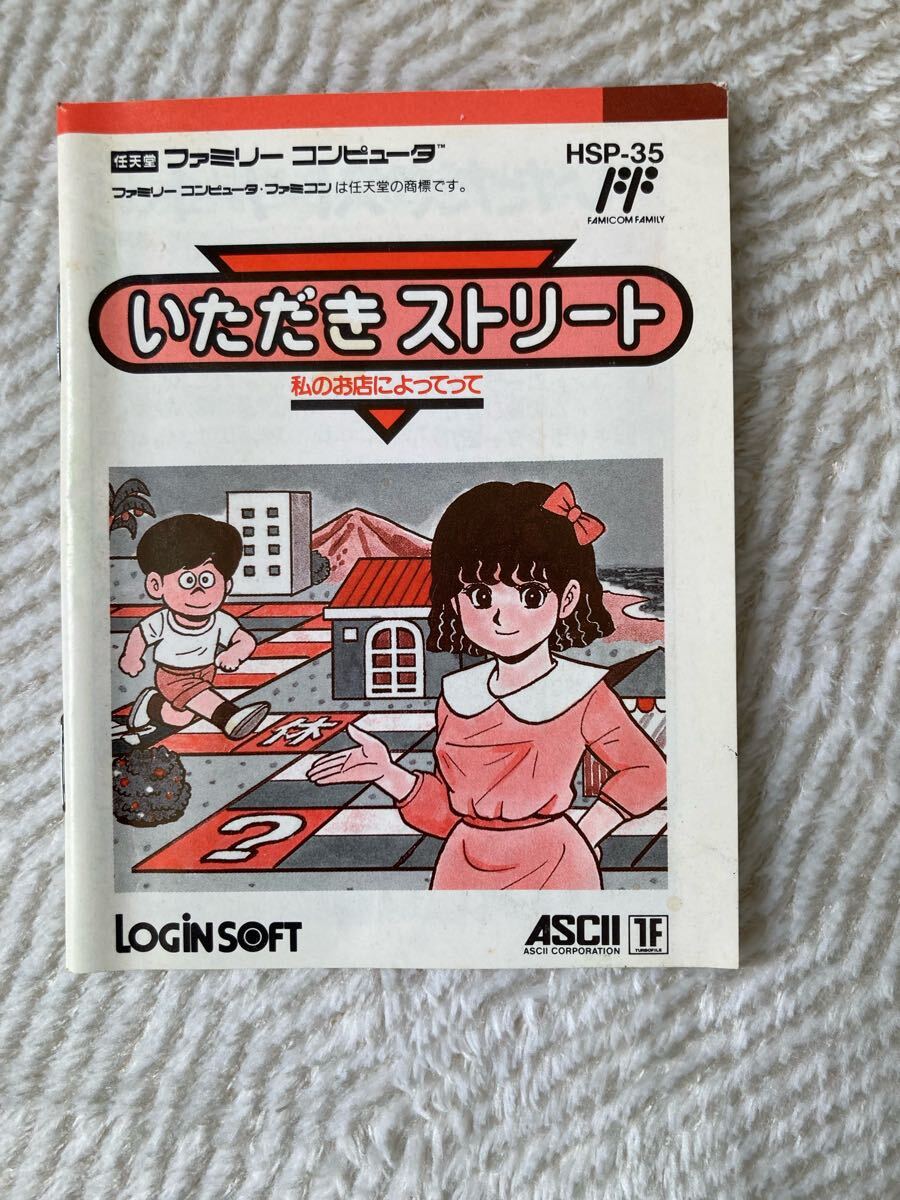 任天堂 ファミリー コンピュータ™
HSP-35
ファミリー コンピュータ・ファミコンは任天堂の商標です。
FAMICOM FAMILY
いただきストリート
私のお店によってって
休
?
LOGiN SOFT
ASCII
ASCII CORPORATION
TF
TURBOFILE